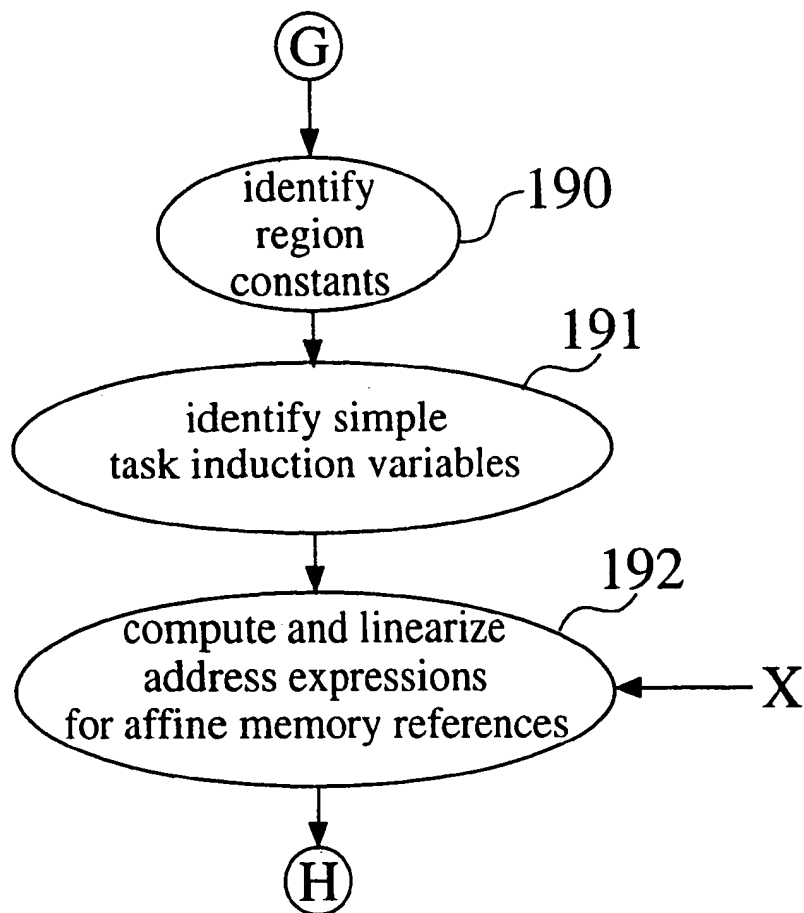 G
identify
region
constants
190
191
identify simple
task induction variables
192
compute and linearize
address expressions
for affine memory references
X
H